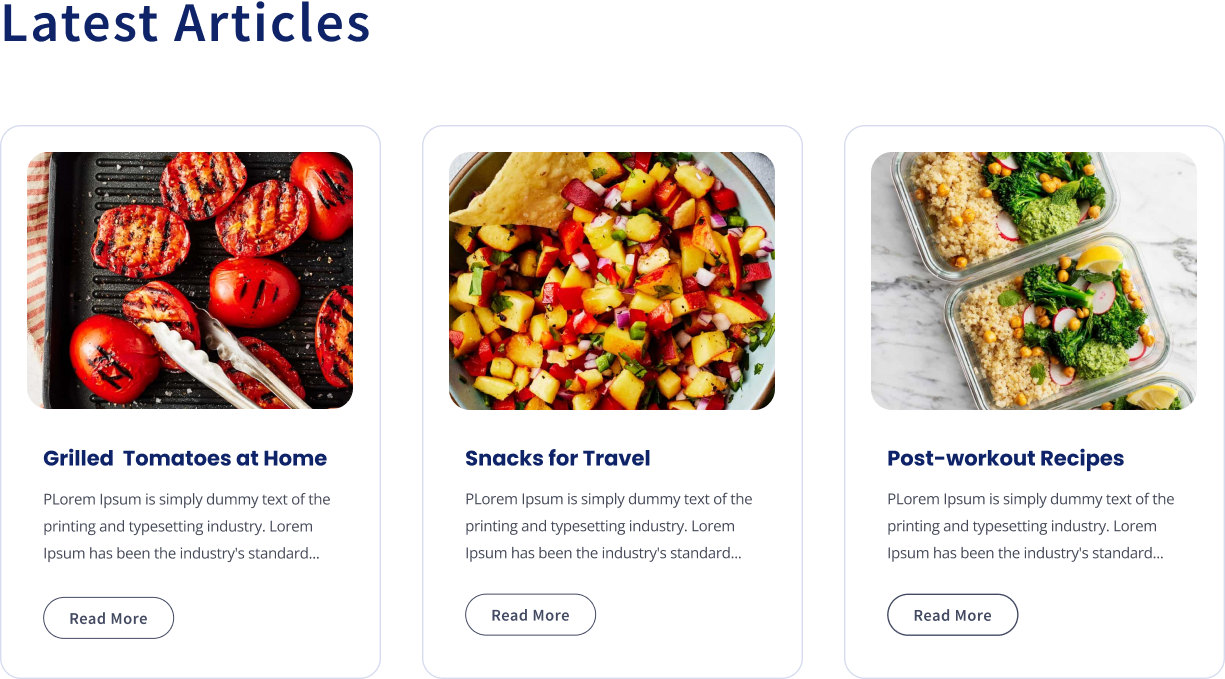 Latest Articles
Grilled  Tomatoes at Home
PLorem Ipsum is simply dummy text of the
printing and typesetting industry. Lorem
Ipsum has been the industry's standard...
Read More
Snacks for Travel
PLorem Ipsum is simply dummy text of the
printing and typesetting industry. Lorem
Ipsum has been the industry's standard...
Read More
Post-workout Recipes
PLorem Ipsum is simply dummy text of the
printing and typesetting industry. Lorem
Ipsum has been the industry's standard...
Read More